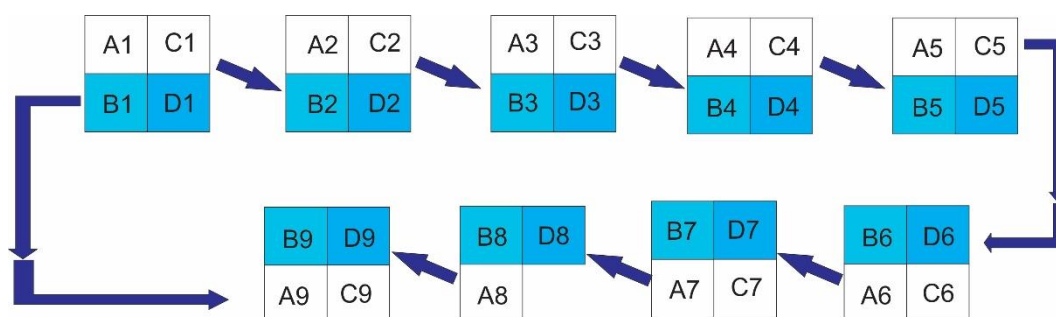 A1 C1 A2 C2 A3 C3 A4 C4 A5 C5
B1 D1 B2 D2 B3 D3 B4 D4 B5 D5
B9 D9 B8 D8 B7 D7 B6 D6
A9 C9 A8 A7 C7 A6 C6